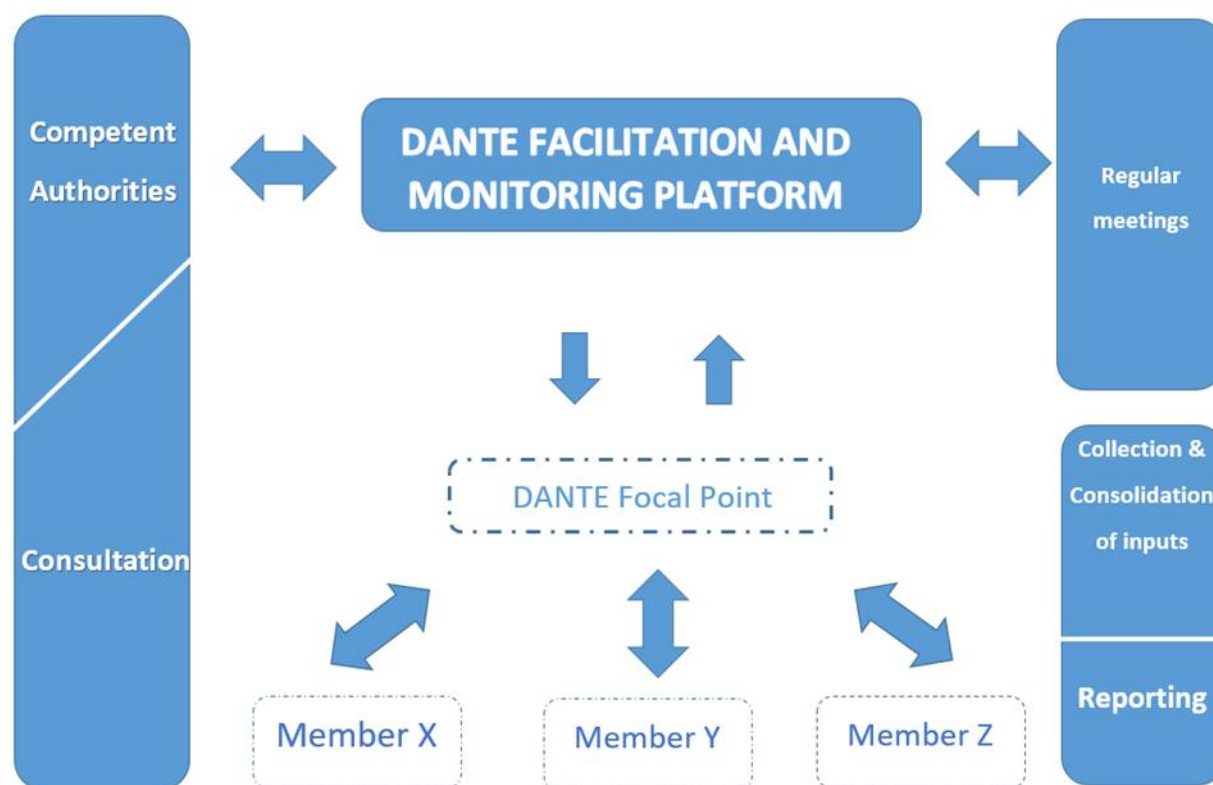 Competent
Authorities
Consultation
DANTE FACILITATION AND
MONITORING PLATFORM
DANTE Focal Point
Member X
Member Y
Member Z
Regular
meetings
Collection &
Consolidation
of inputs
Reporting